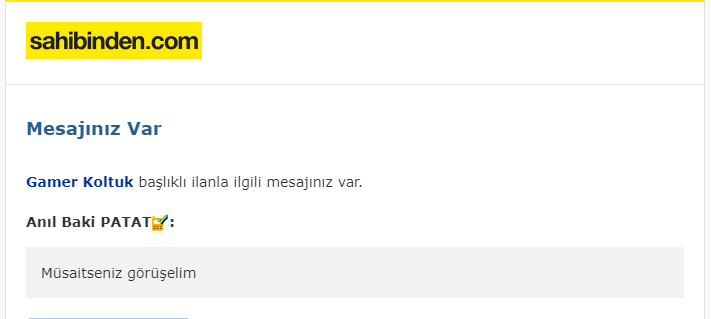 sahibinden.com
Mesajınız Var
Gamer Koltuk başlıklı ilanla ilgili mesajınız var.
Anıl Baki PATAT:
Müsaitseniz görüşelim